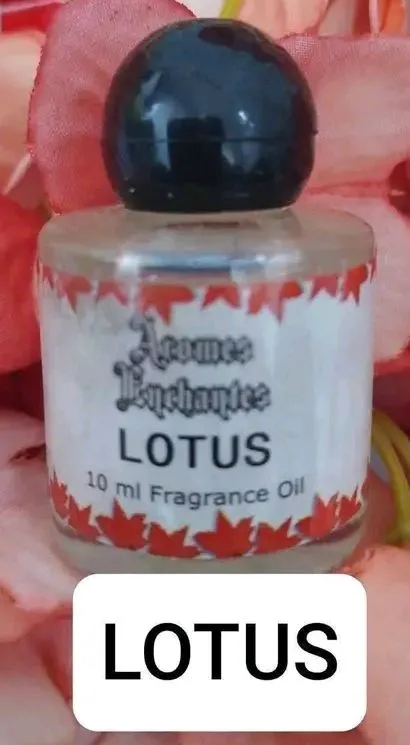 Aromes
Enchantes
LOTUS
10 ml Fragrance Oil
LOTUS